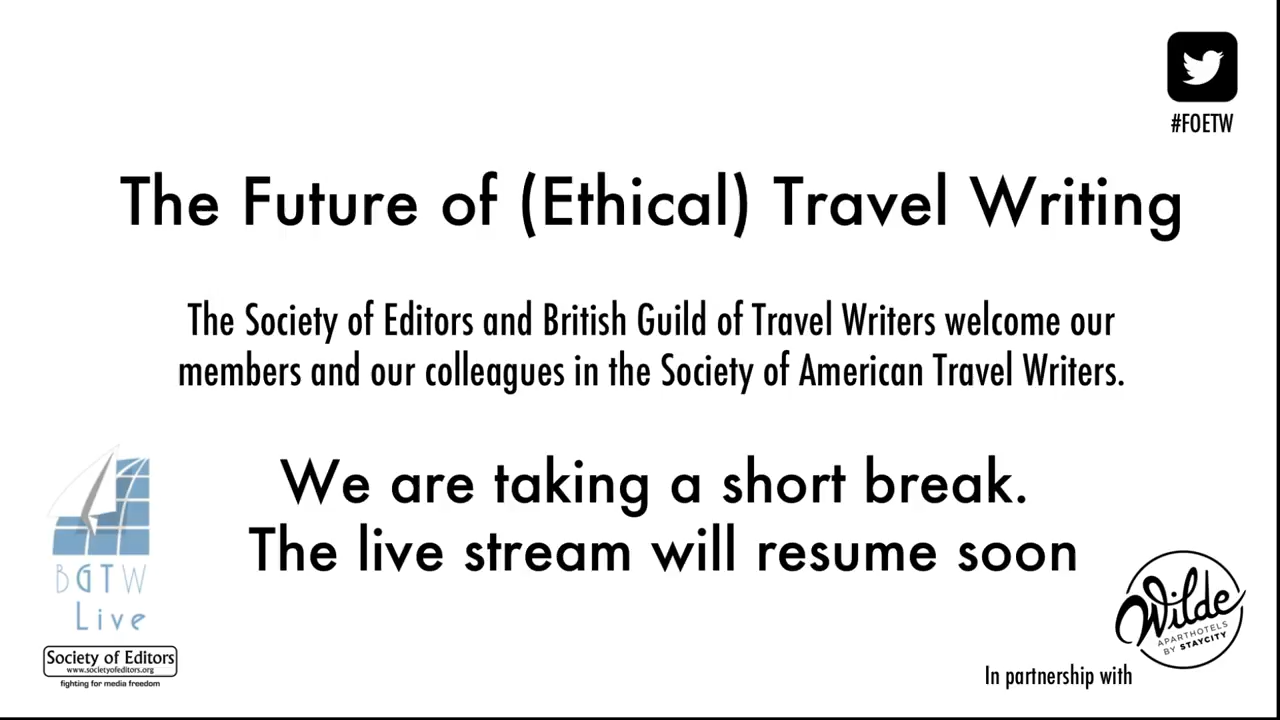 #FOETW
The Future of (Ethical) Travel Writing
The Society of Editors and British Guild of Travel Writers welcome our
members and our colleagues in the Society of American Travel Writers.
We are taking a short break.
The live stream will resume soon
BGTW
Live
Society of Editors
www.societyofeditors.org
fighting for media freedom
Wilde
APARTHOTELS
BY STAYCITY
In partnership with